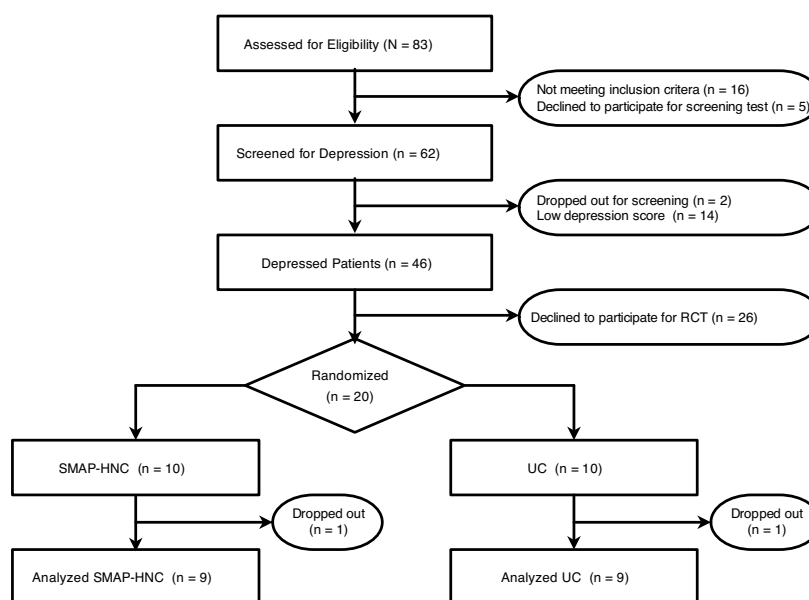 Assessed for Eligibility (N = 83)
Not meeting inclusion critera (n = 16)
Declined to participate for screening test (n = 5)
Screened for Depression (n = 62)
Dropped out for screening (n = 2)
Low depression score (n = 14)
Depressed Patients (n = 46)
Declined to participate for RCT (n = 26)
Randomized
(n = 20)
SMAP-HNC (n = 10)
UC (n = 10)
Dropped out
(n = 1)
Dropped out
(n = 1)
Analyzed SMAP-HNC (n = 9)
Analyzed UC (n = 9)